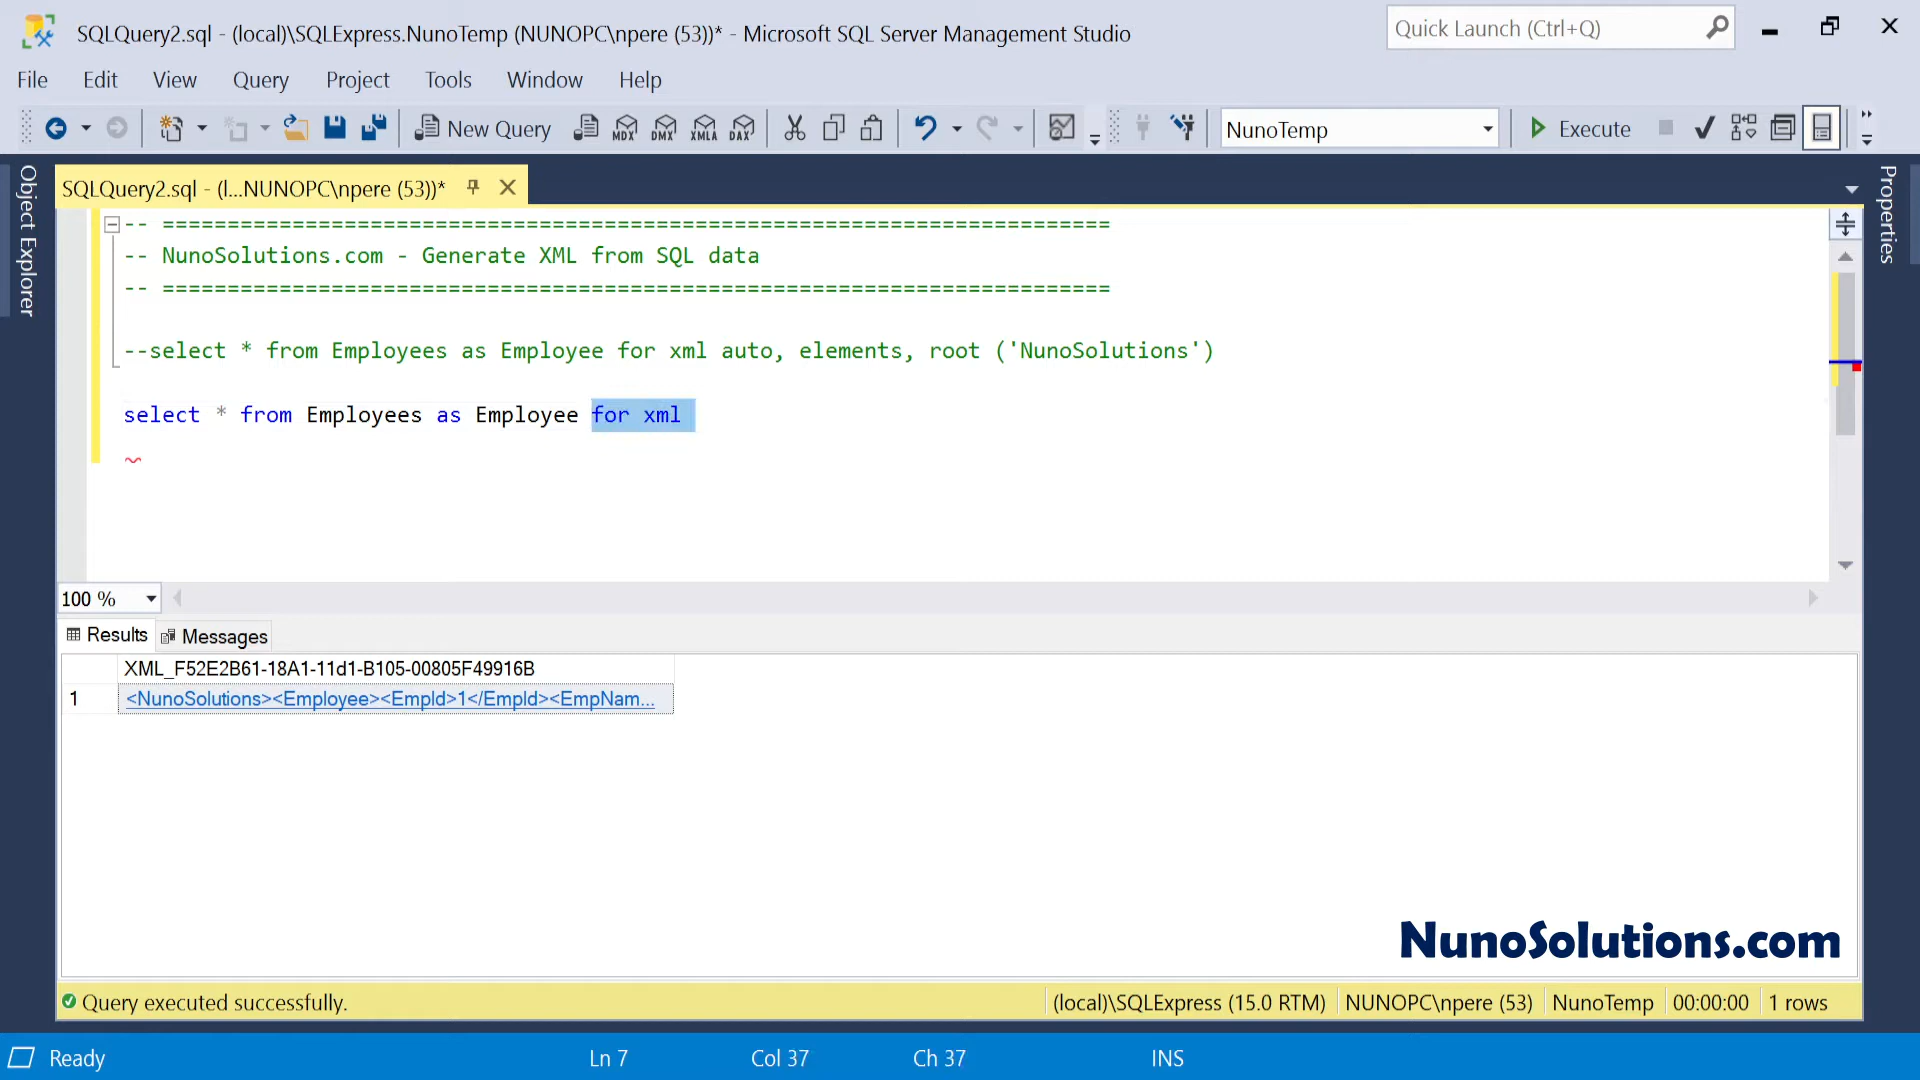 SQLQuery2.sql - (local)\SQLExpress.NunoTemp (NUNOPC\npere (53))* - Microsoft SQL Server Management Studio
Quick Launch (Ctrl+Q)
File Edit View Query Project Tools Window Help
New Query MDX DMX XMLA DAX NunoTemp Execute
Object Explorer
SQLQuery2.sql - (l...NUNOPC\npere (53))*
Properties
-- =========================================================================
-- NunoSolutions.com - Generate XML from SQL data
-- =========================================================================
--select * from Employees as Employee for xml auto, elements, root ('NunoSolutions')
select * from Employees as Employee for xml
100 %
Results Messages
XML_F52E2B61-18A1-11d1-B105-00805F49916B
1 <NunoSolutions><Employee><EmpId>1</EmpId><EmpNam...
NunoSolutions.com
Query executed successfully. (local)\SQLExpress (15.0 RTM) NUNOPC\npere (53) NunoTemp 00:00:00 1 rows
Ready Ln 7 Col 37 Ch 37 INS